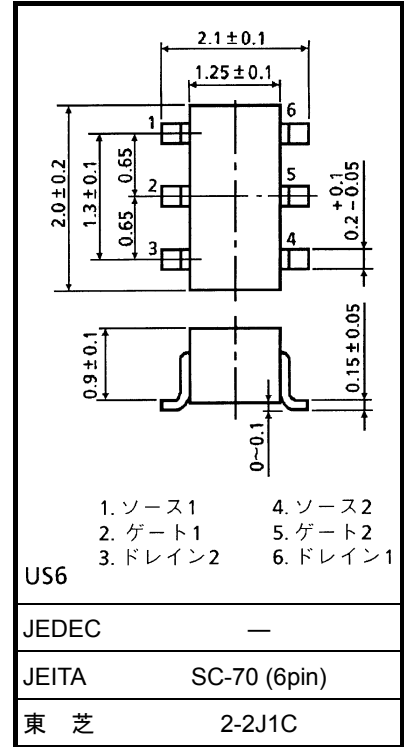 2.1±0.1
1.25±0.1
1
6
2
5
3
4
2.0±0.2
1.3±0.1
0.65
0.65
+0.1
0.2-0.05
0.9±0.1
0.15±0.05
0~0.1
1. ソース1 4. ソース2
2. ゲート1 5. ゲート2
3. ドレイン2 6. ドレイン1
US6
JEDEC —
JEITA SC-70 (6pin)
東 芝 2-2J1C